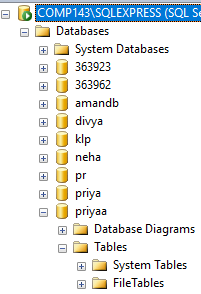 COMP143\SQLEXPRESS (SQL Se
Databases
System Databases
363923
363962
amandb
divya
klp
neha
pr
priya
priyaa
Database Diagrams
Tables
System Tables
FileTables